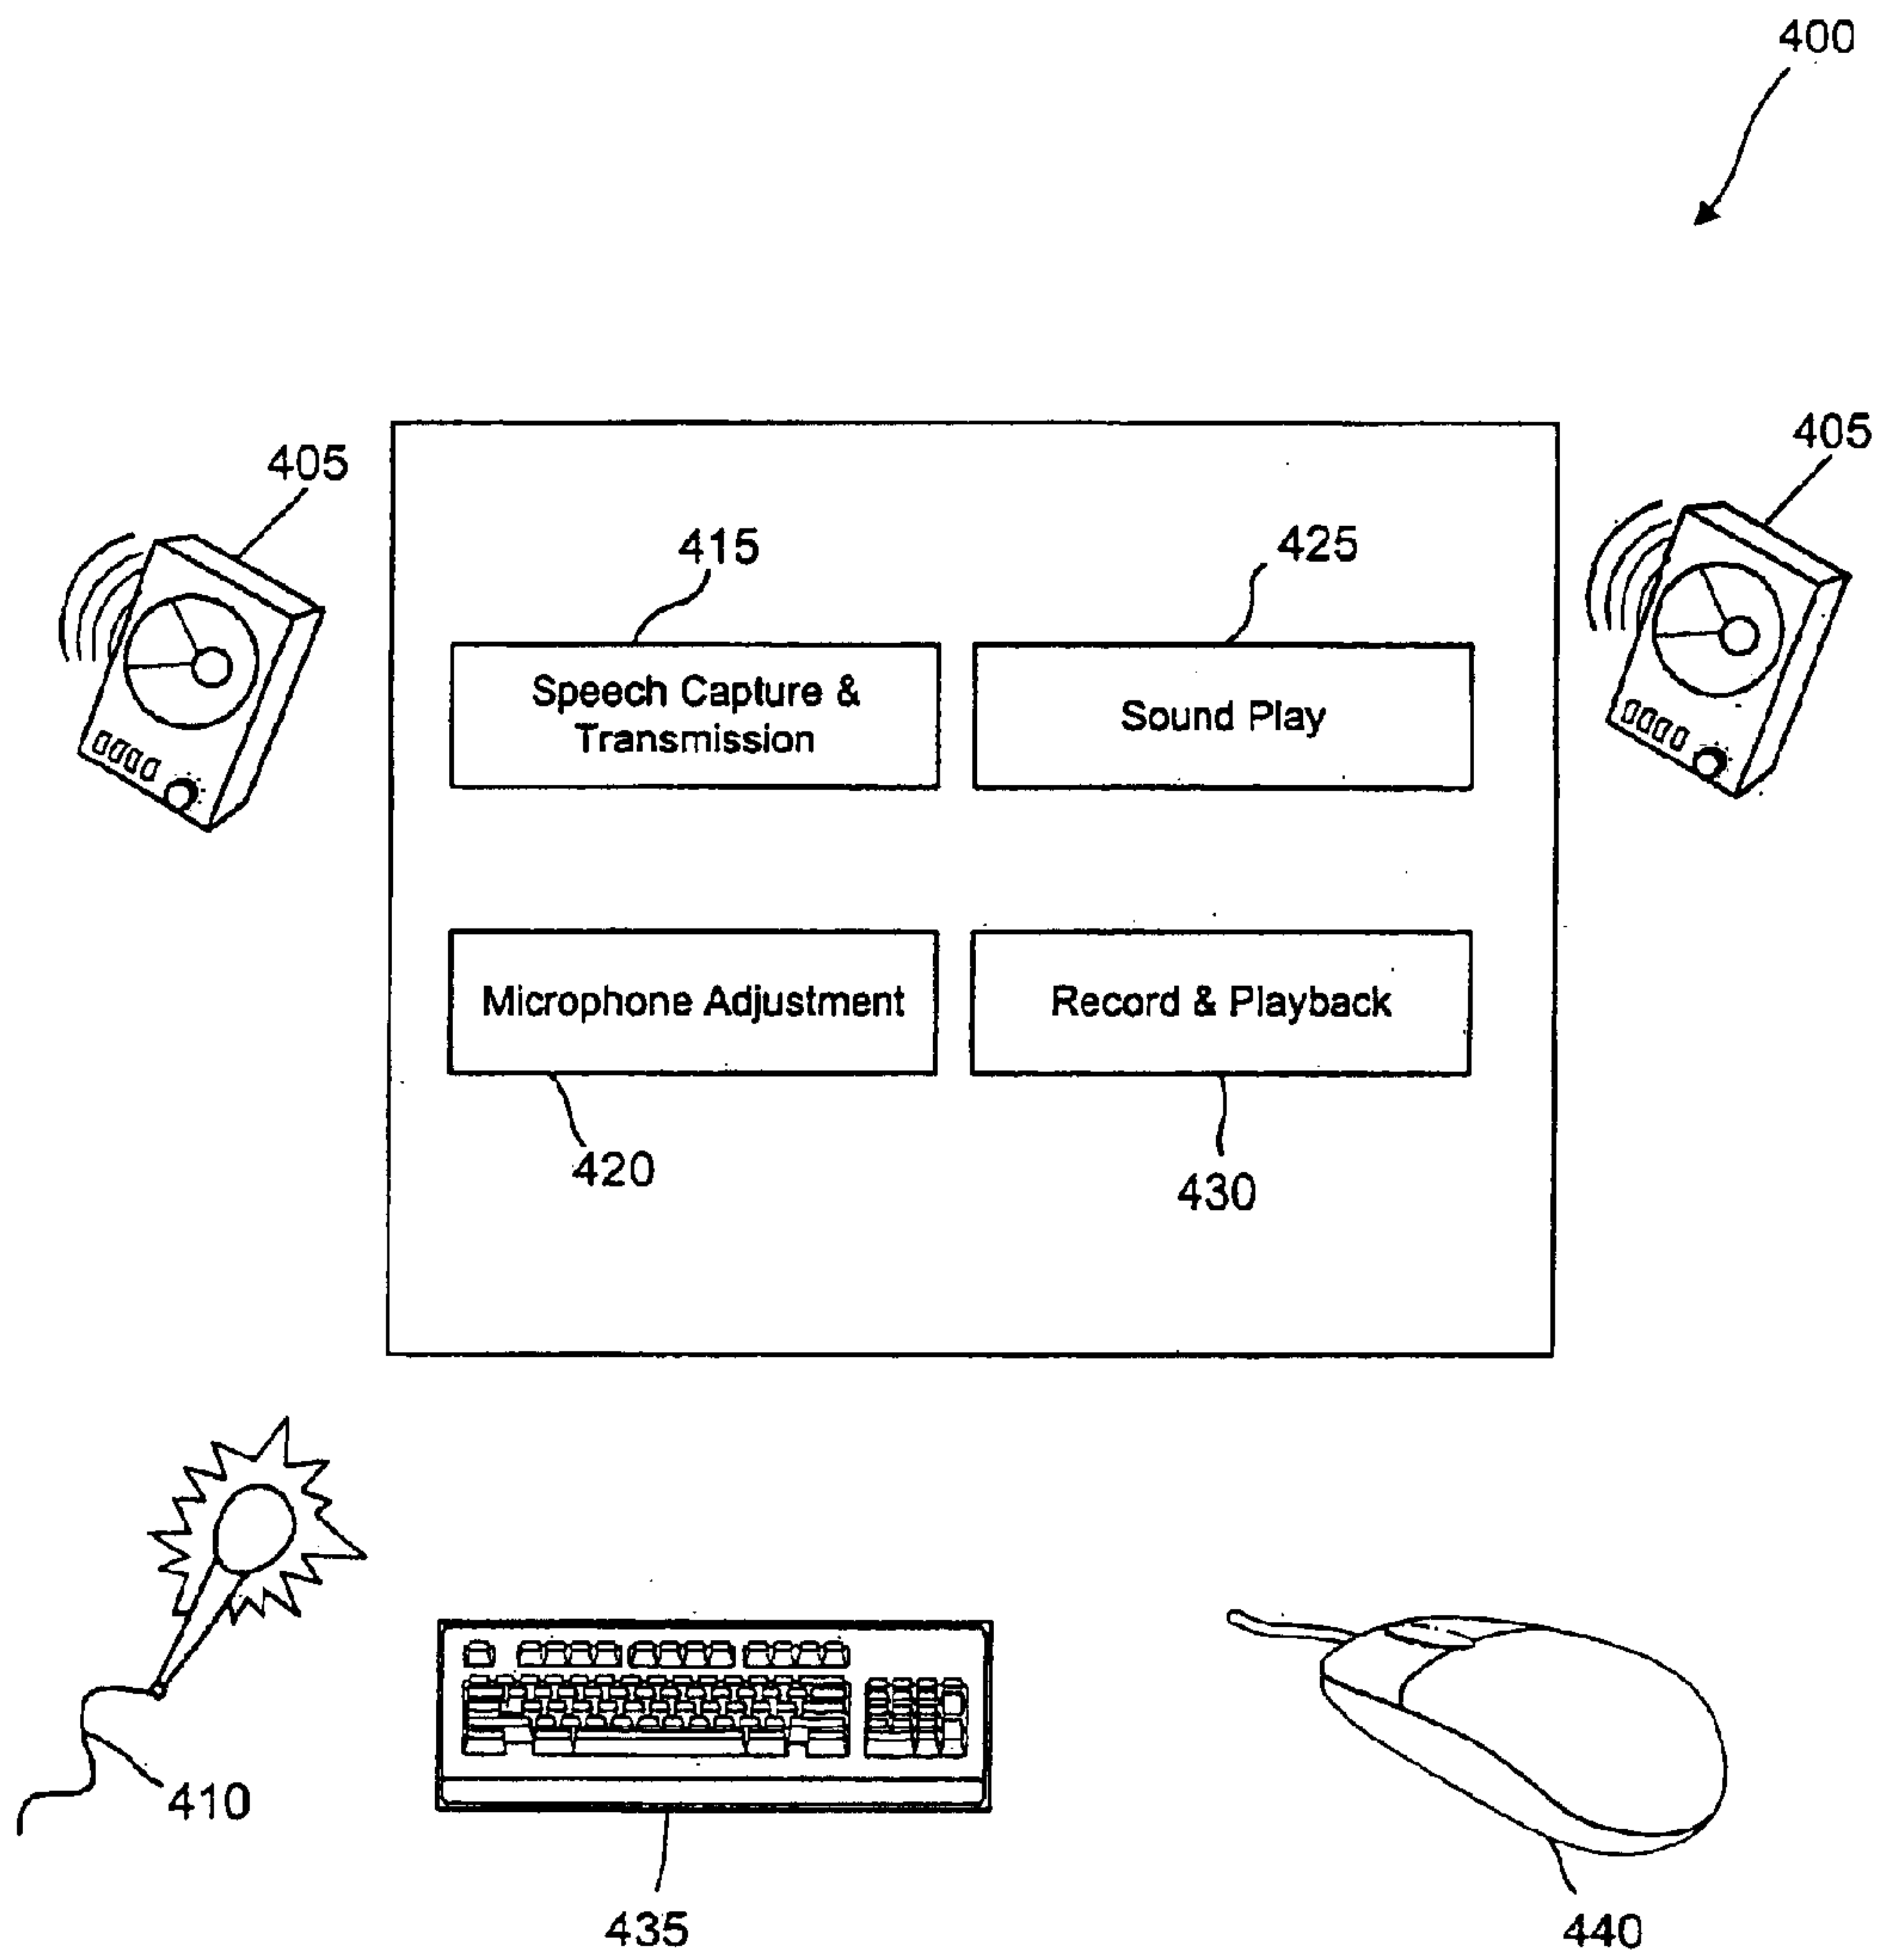 400
405
405
415
425
Speech Capture &
Transmission
Sound Play
Microphone Adjustment
Record & Playback
420
430
410
435
440